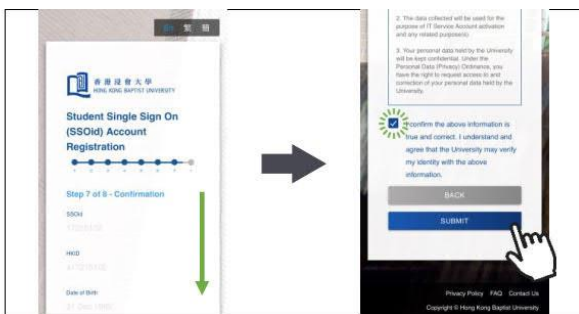 En 繁 簡
香港浸會大學
HONG KONG BAPTIST UNIVERSITY
Student Single Sign On
(SSOid) Account
Registration
Step 7 of 8 - Confirmation
SSOid
HKID
Date of Birth
2. The data collected will be used for the
purpose of IT Service Account activation
and any related purpose(s).
3. Your personal data held by the University
will be kept confidential. Under the
Personal Data (Privacy) Ordinance, you
have the right to request access to and
correction of your personal data held by the
University.
I confirm the above information is
true and correct. I understand and
agree that the University may verify
my identity with the above
information.
BACK
SUBMIT
Privacy Policy FAQ Contact Us
Copyright © Hong Kong Baptist University